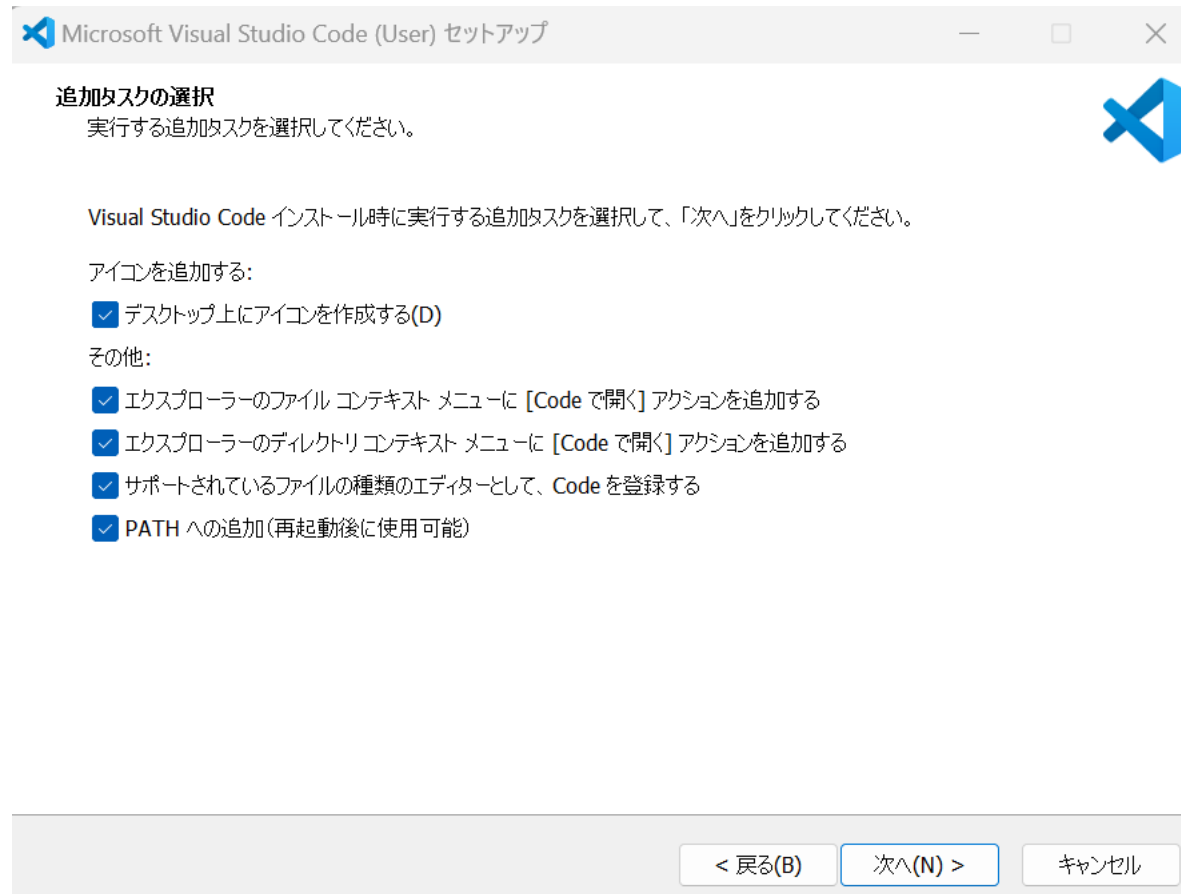 Microsoft Visual Studio Code (User) セットアップ
追加タスクの選択
実行する追加タスクを選択してください。
Visual Studio Code インストール時に実行する追加タスクを選択して、「次へ」をクリックしてください。
アイコンを追加する:
デスクトップ上にアイコンを作成する(D)
その他:
エクスプローラーのファイル コンテキスト メニューに [Code で開く] アクションを追加する
エクスプローラーのディレクトリ コンテキスト メニューに [Code で開く] アクションを追加する
サポートされているファイルの種類のエディターとして、Code を登録する
PATH への追加(再起動後に使用可能)
< 戻る(B) 次へ(N) > キャンセル